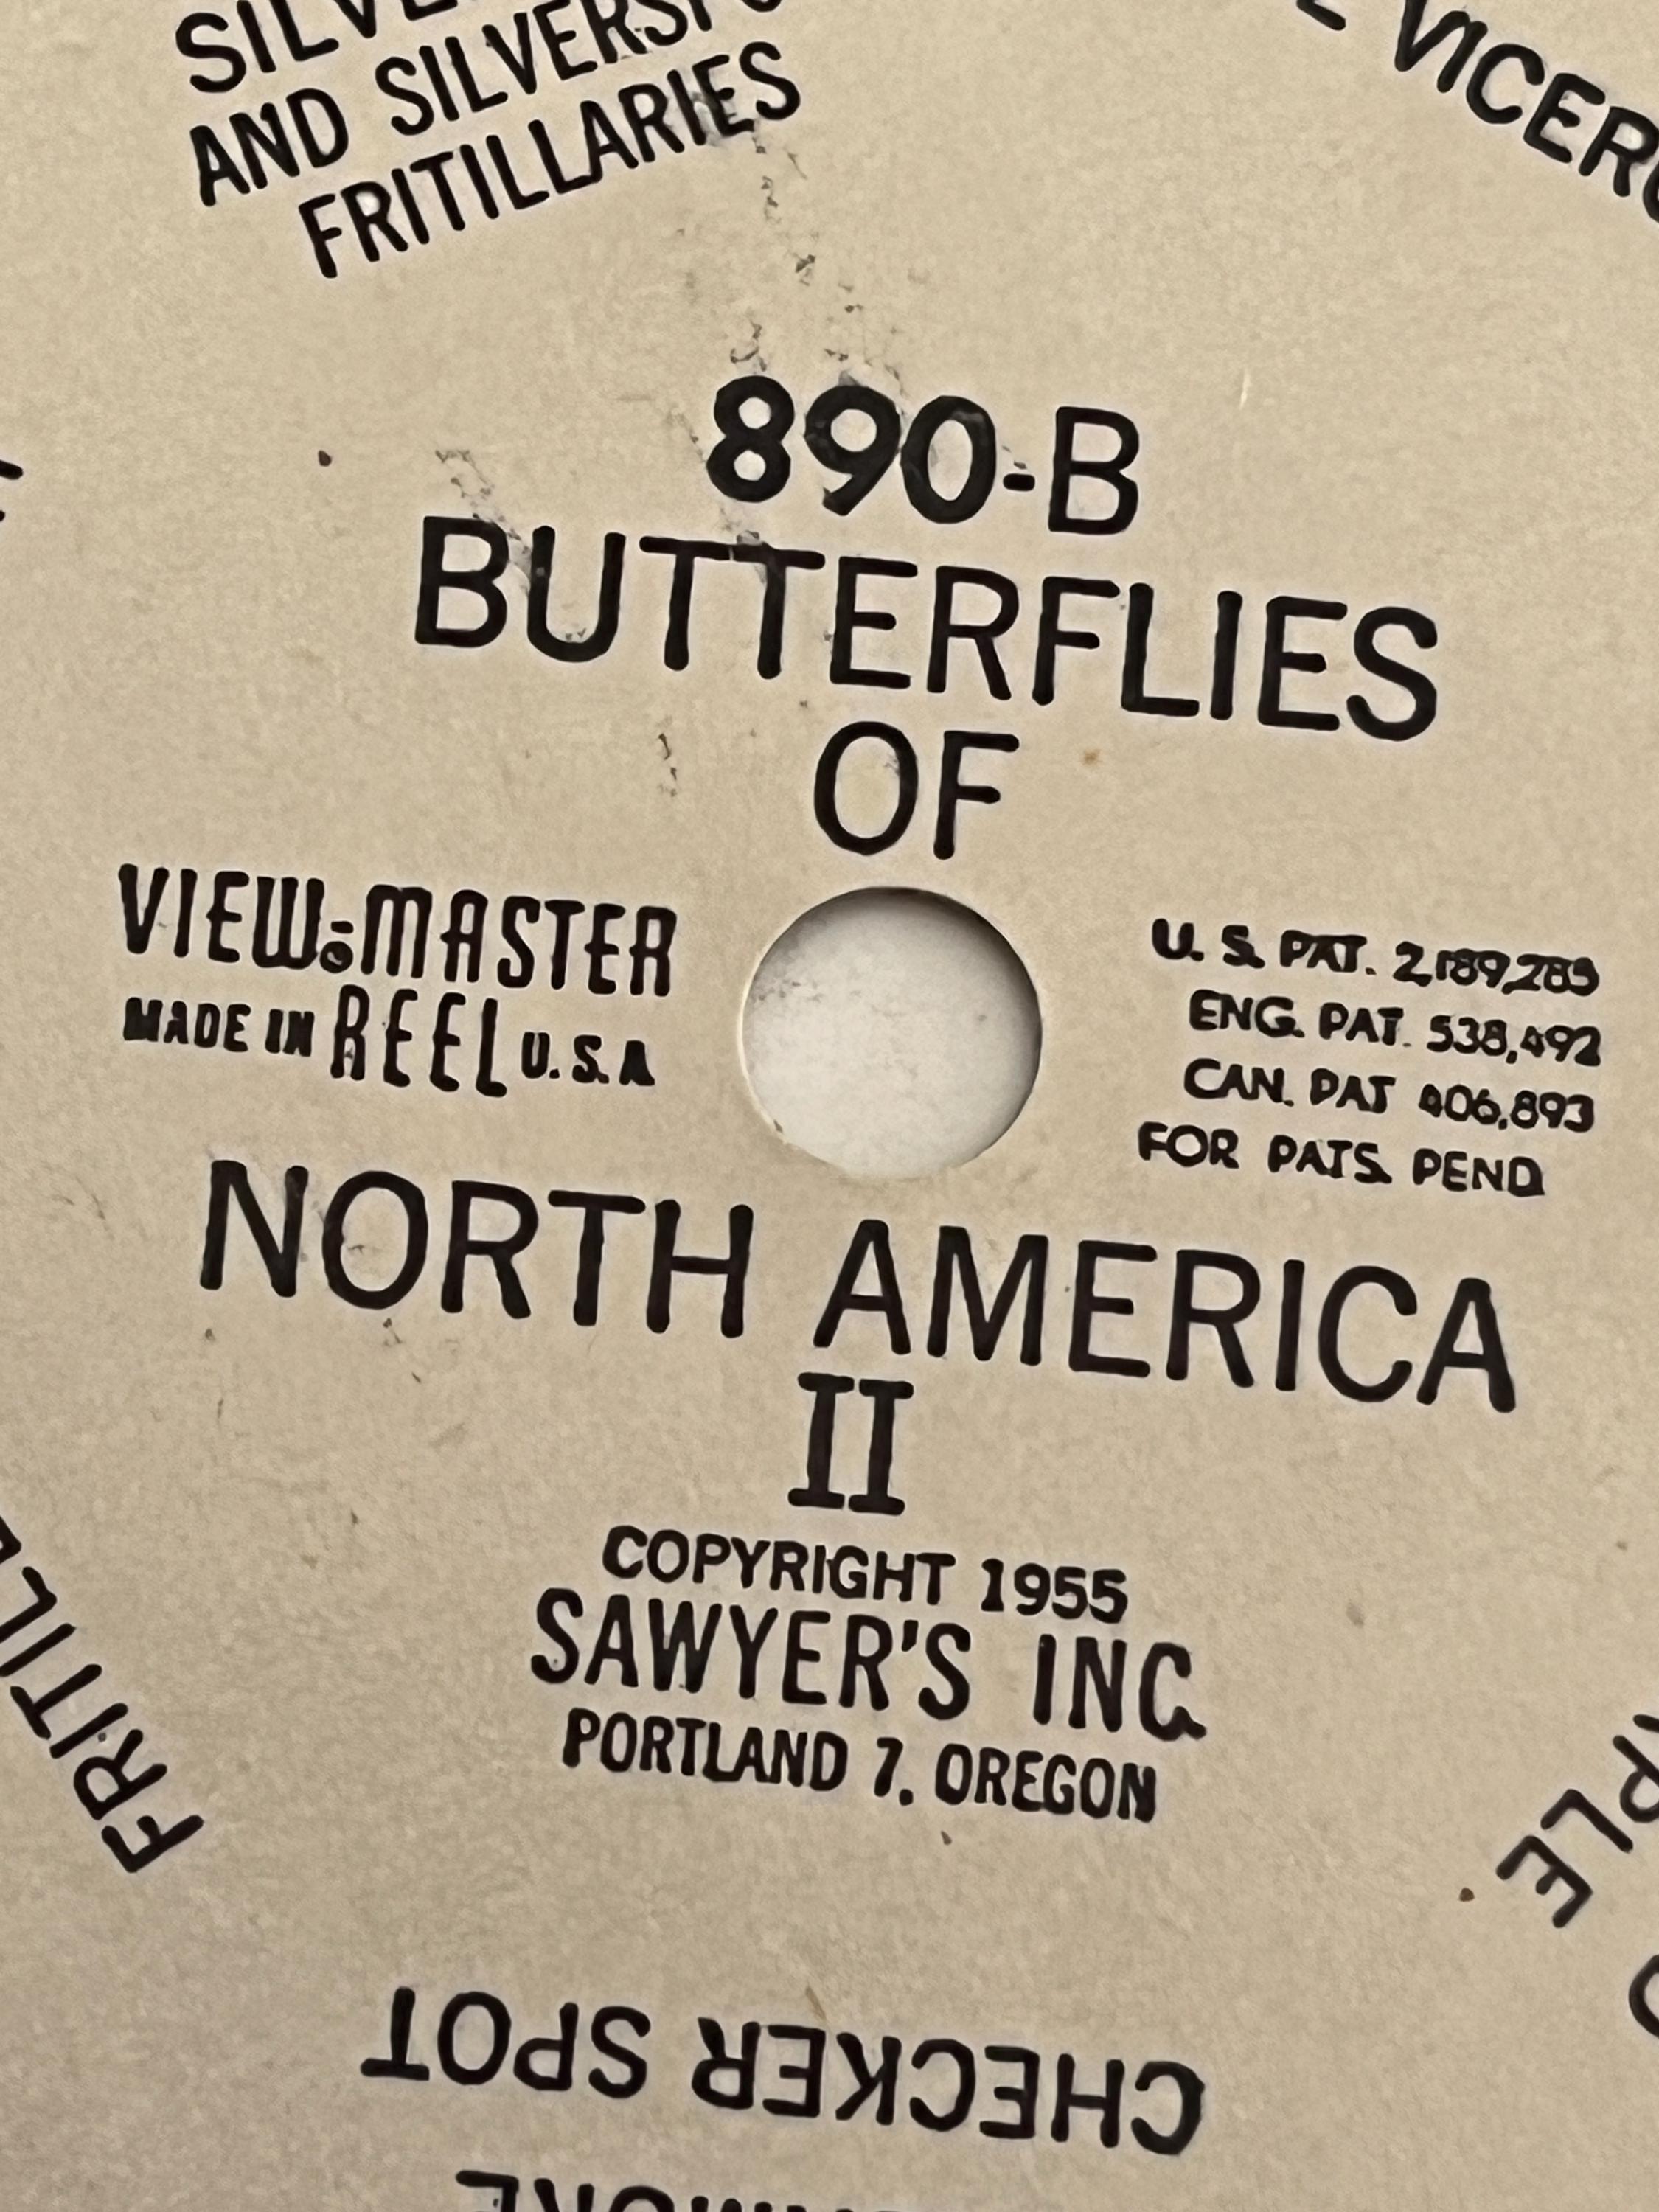 AND
FRITILLARIES
890-B
BUTTERFLIES
OF
VIEW-MASTER
MADE IN REEL U.S.A
U. S. PAT. 2,189,285
ENG. PAT. 538,492
CAN. PAT 406,893
FOR PATS. PEND
NORTH AMERICA
II
COPYRIGHT 1955
SAWYER'S INC.
PORTLAND 7, OREGON
CHECKER SPOT